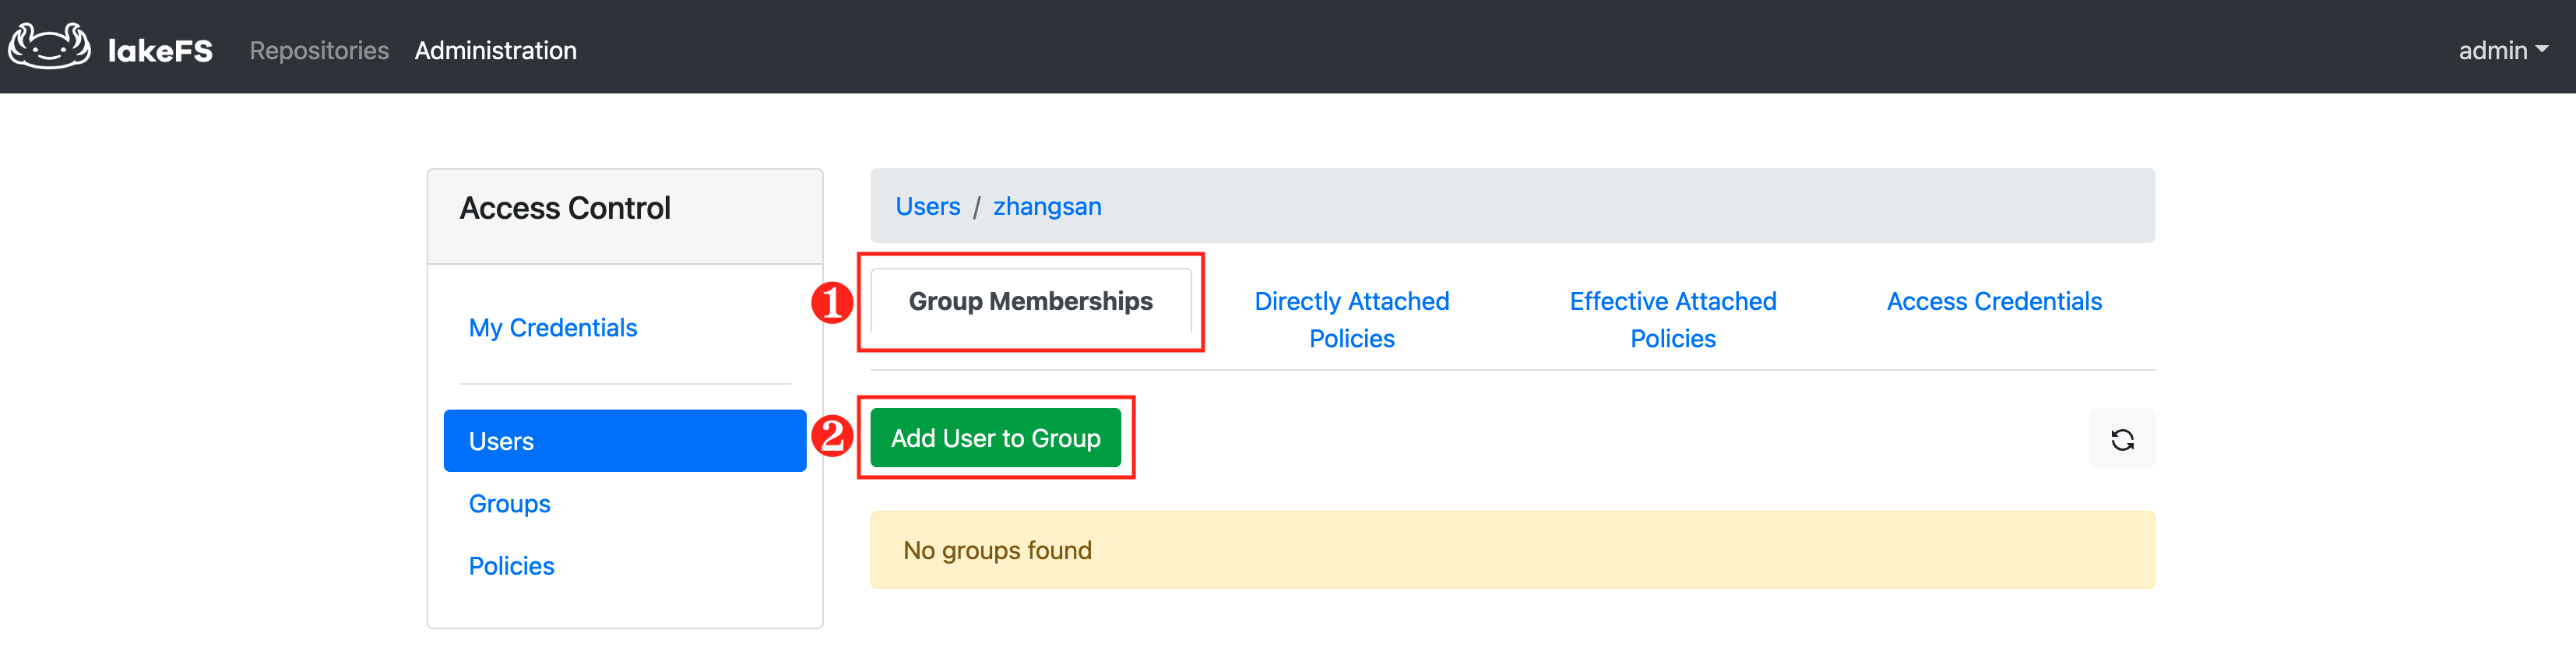 lakeFS Repositories Administration admin
Access Control
My Credentials
Users
Groups
Policies
Users / zhangsan
1 Group Memberships
Directly Attached
Policies
Effective Attached
Policies
Access Credentials
2 Add User to Group
No groups found